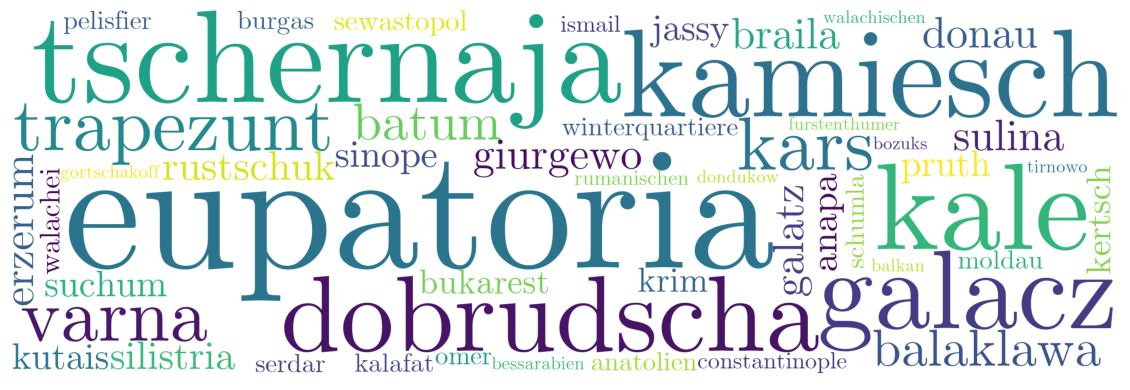 pelisfier burgas sewastopol ismail jassy walachischen
tschernaja kamiesch braila donau
trapezunt batum winterquartiere kars furstenthumer bozuks sulina
gortschakoff rustschuk sinope giurgewo rumanischen dondukow pruth tirnowo
erzerum walachei eupatoria galatz anapa schumla kale kertsch
suchum bukarest krim balkan moldau
varna dobrudscha galacz
kutais silistria serdar kalafat omer bessarabien anatolien constantinople balaklawa